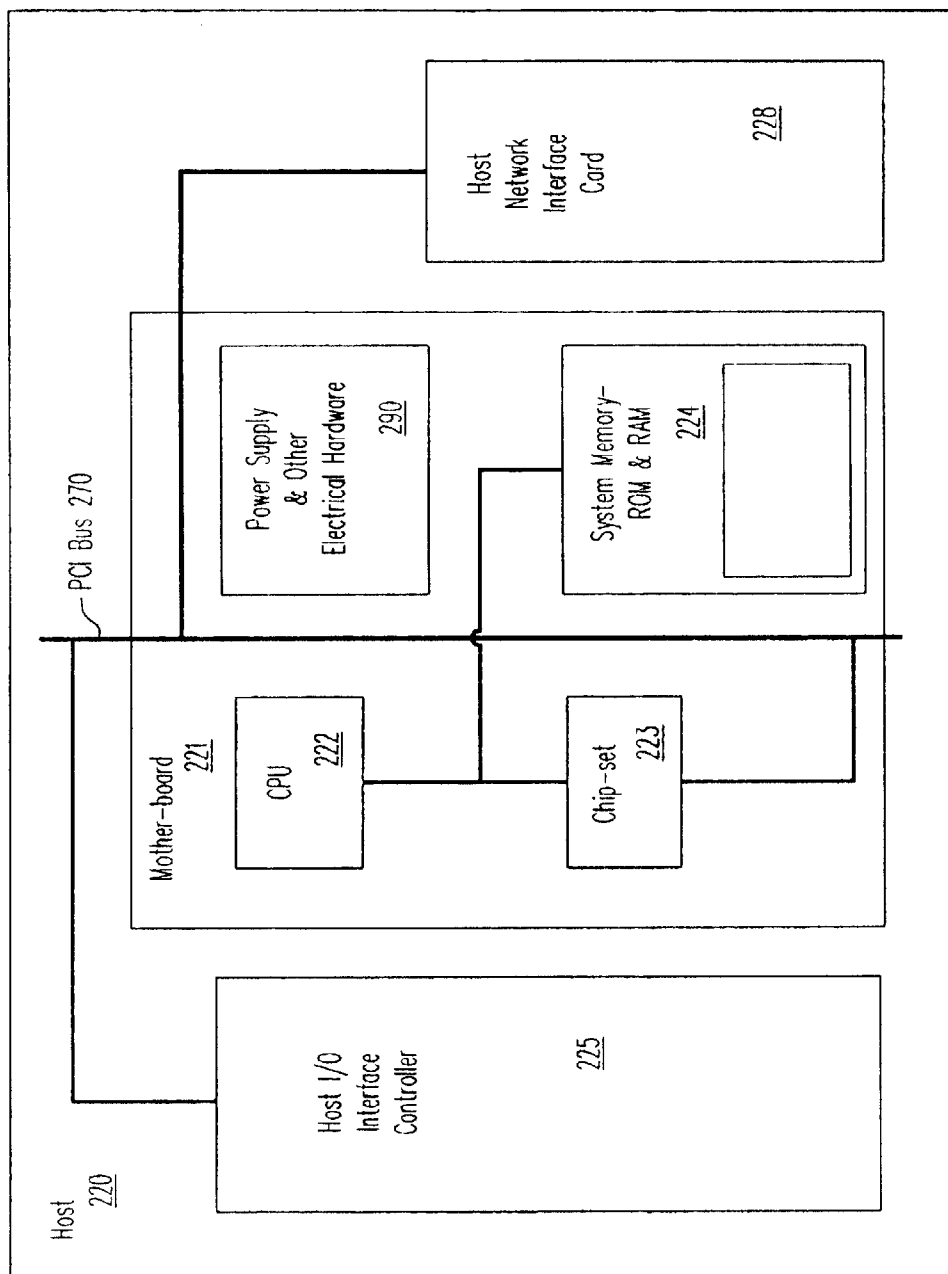 Host
220
PCI Bus 270
Host I/O
Interface
Controller
225
Mother-board
221
CPU
222
Chip-set
223
Power Supply
& Other
Electrical Hardware
290
System Memory-
ROM & RAM
224
Host
Network
Interface
Card
228